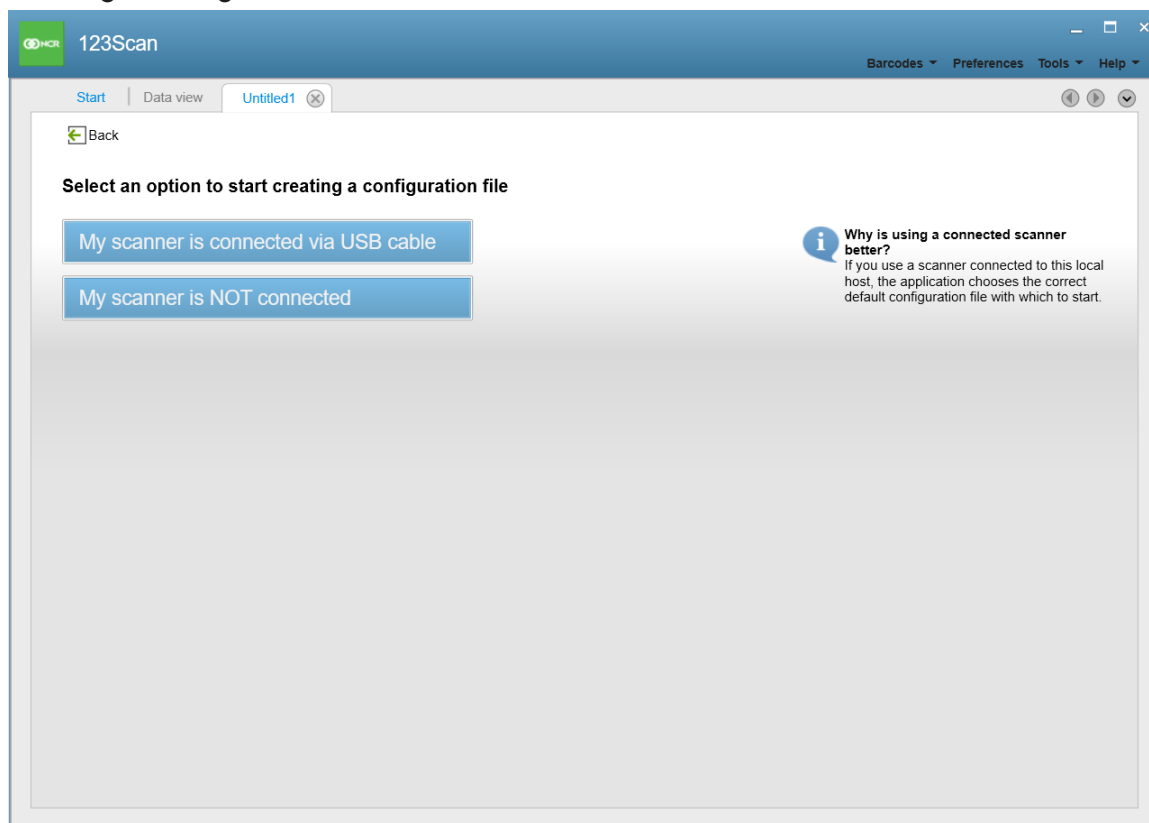 NCR 123Scan
Barcodes Preferences Tools Help
Start Data view Untitled1
Back
Select an option to start creating a configuration file
My scanner is connected via USB cable
My scanner is NOT connected
Why is using a connected scanner
better?
If you use a scanner connected to this local
host, the application chooses the correct
default configuration file with which to start.